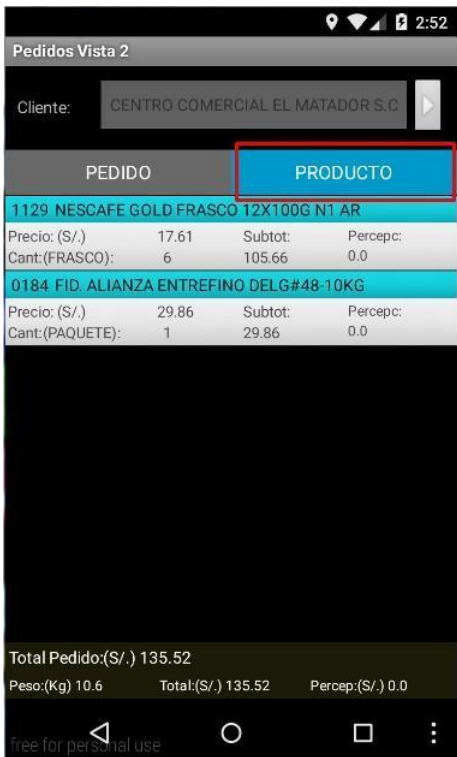 2:52
Pedidos Vista 2
Cliente: CENTRO COMERCIAL EL MATADOR S.C
PEDIDO PRODUCTO
1129 NESCAFE GOLD FRASCO 12X100G N1 AR
Precio: (S/.) 17.61 Subtot: Percepc:
Cant:(FRASCO): 6 105.66 0.0
0184 FID. ALIANZA ENTREFINO DELG#48-10KG
Precio: (S/.) 29.86 Subtot: Percepc:
Cant:(PAQUETE): 1 29.86 0.0
Total Pedido:(S/.) 135.52
Peso:(Kg) 10.6 Total:(S/.) 135.52 Percep:(S/.) 0.0
free for personal use